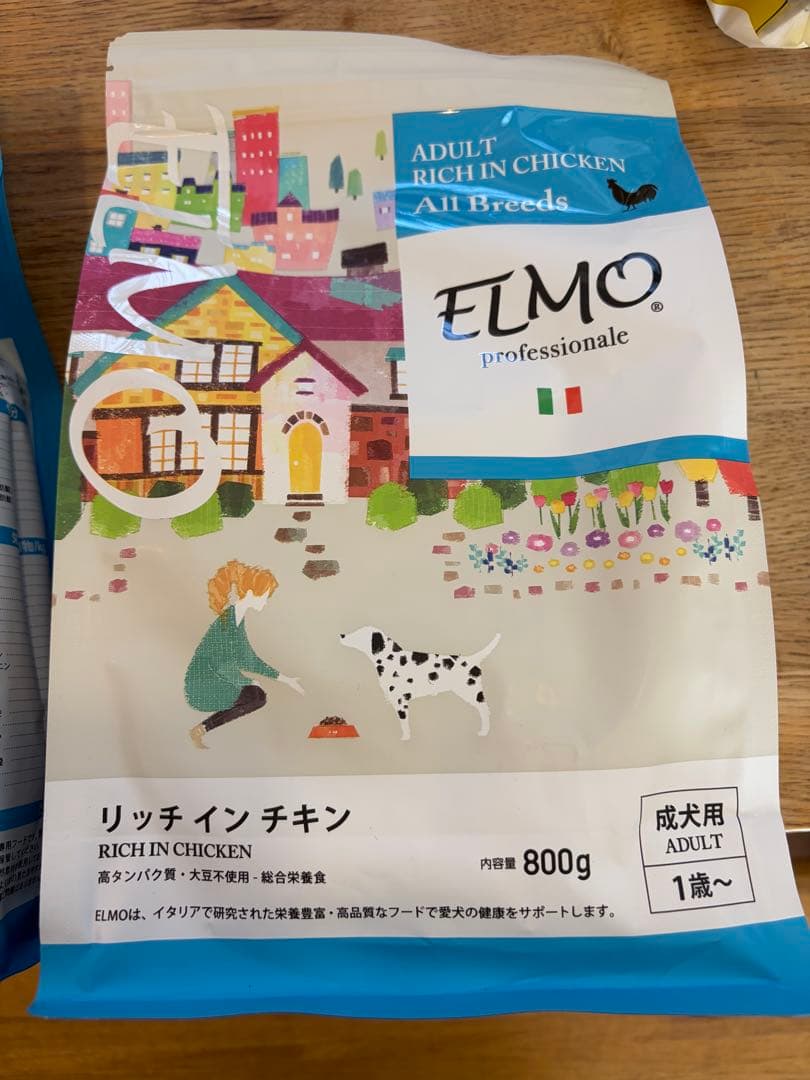 ELMO
ADULT
RICH IN CHICKEN
All Breeds
ELMO®
professionale
リッチ イン チキン
RICH IN CHICKEN
高タンパク質・大豆不使用 - 総合栄養食
内容量 800g
成犬用
ADULT
1歳～
ELMOは、イタリアで研究された栄養豊富・高品質なフードで愛犬の健康をサポートします。